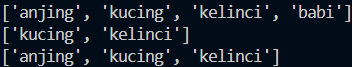 ['anjing', 'kucing', 'kelinci', 'babi']
['kucing', 'kelinci']
['anjing', 'kucing', 'kelinci']